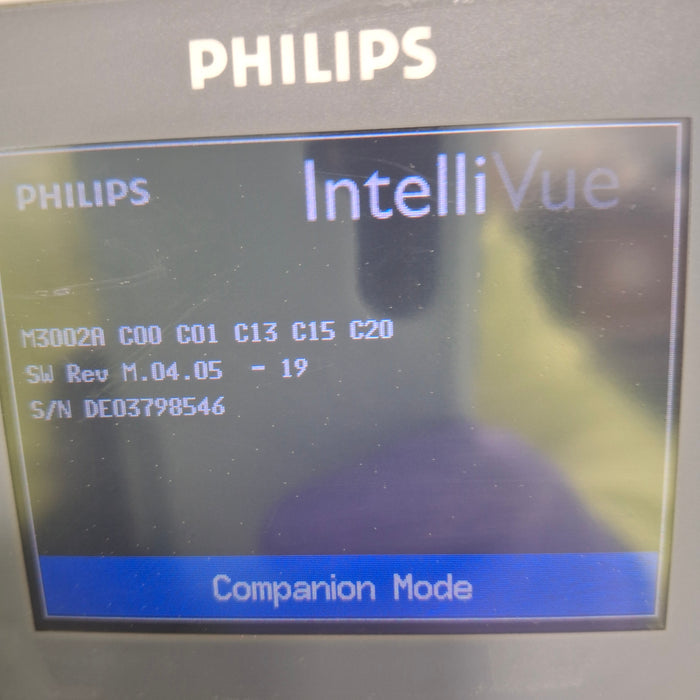 PHILIPS
PHILIPS IntelliVue
M3002A C00 C01 C13 C15 C20
SW Rev M.04.05 - 19
S/N DE03798546
Companion Mode